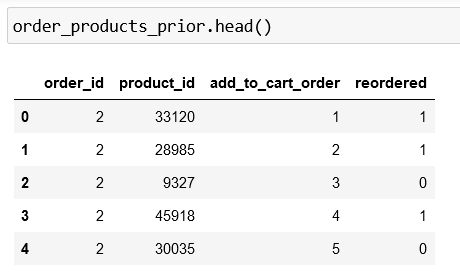 order_products_prior.head()
order_id product_id add_to_cart_order reordered
0 2 33120 1 1
1 2 28985 2 1
2 2 9327 3 0
3 2 45918 4 1
4 2 30035 5 0